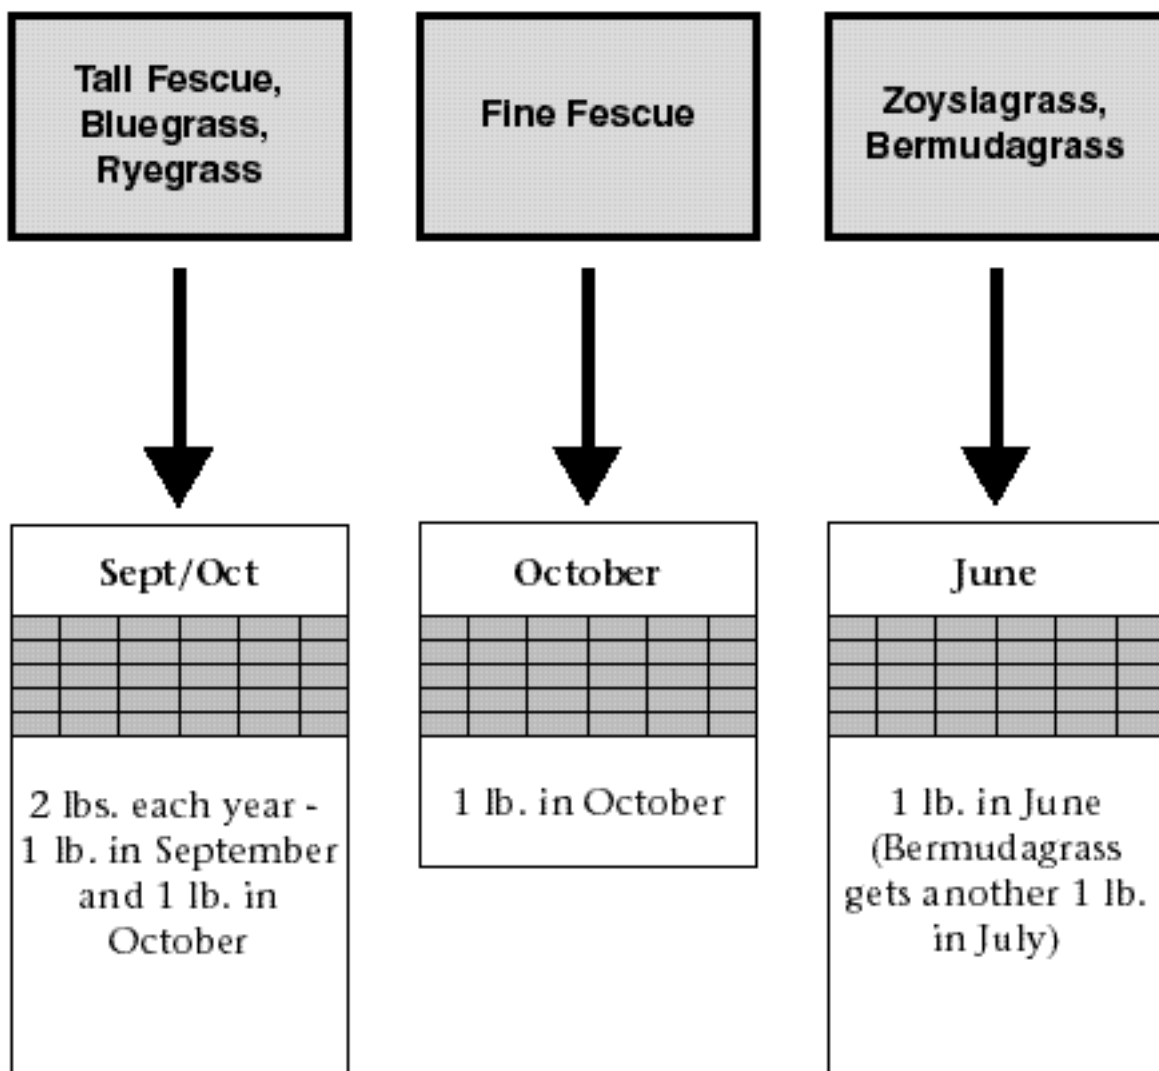 Tall Fescue,
Bluegrass,
Ryegrass
Fine Fescue
Zoysiagrass,
Bermudagrass
Sept/Oct
2 lbs. each year -
1 lb. in September
and 1 lb. in
October
October
1 lb. in October
June
1 lb. in June
(Bermudagrass
gets another 1 lb.
in July)